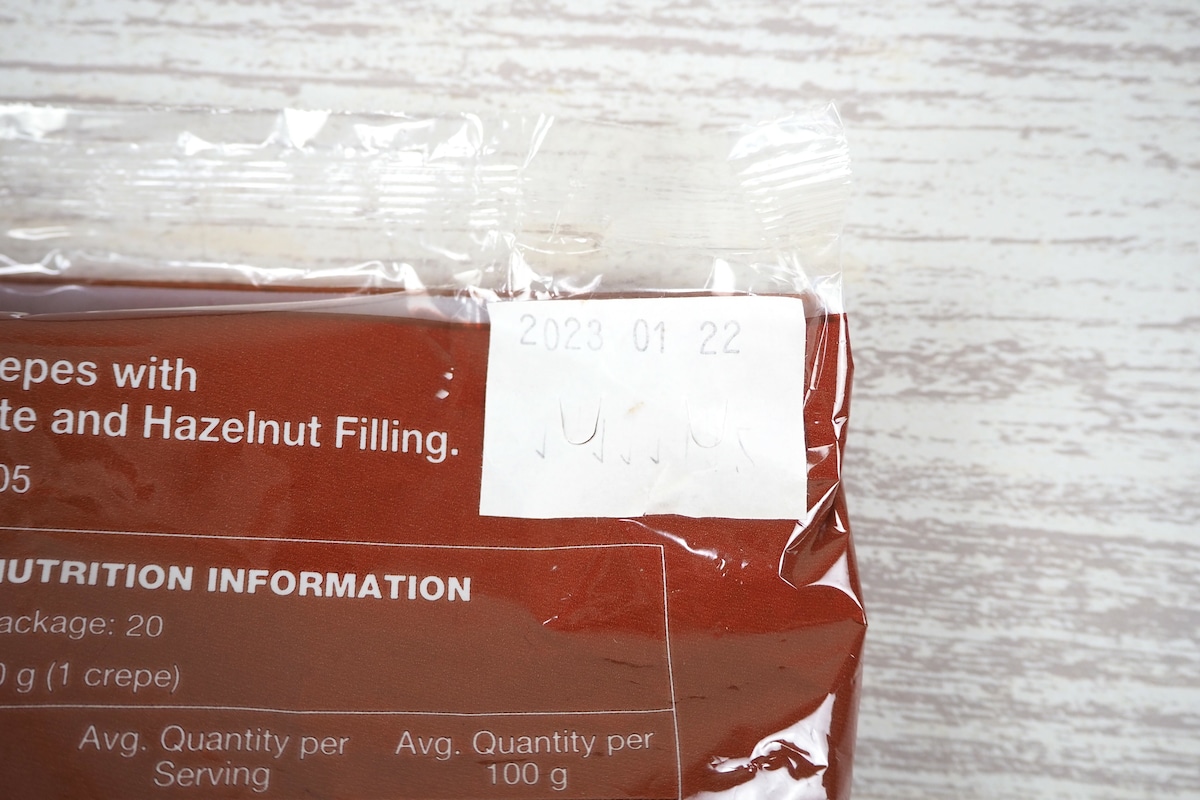 2023 01 22
epes with
te and Hazelnut Filling.
05
NUTRITION INFORMATION
ackage: 20
0 g (1 crepe)
Avg. Quantity per Serving
Avg. Quantity per 100 g